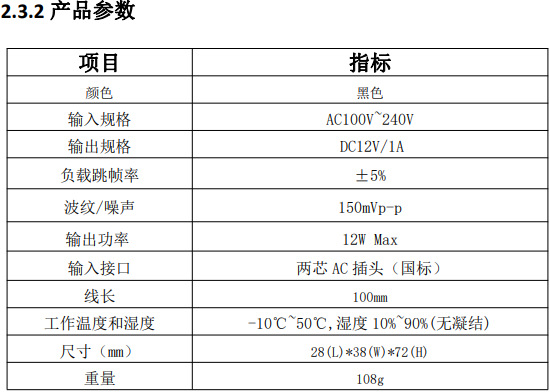 2.3.2 产品参数
项目 指标
颜色 黑色
输入规格 AC100V~240V
输出规格 DC12V/1A
负载跳帧率 ±5%
波纹/噪声 150mVp-p
输出功率 12W Max
输入接口 两芯 AC 插头（国标）
线长 100mm
工作温度和湿度 -10℃~50℃,湿度 10%~90%(无凝结)
尺寸（mm） 28(L)*38(W)*72(H)
重量 108g